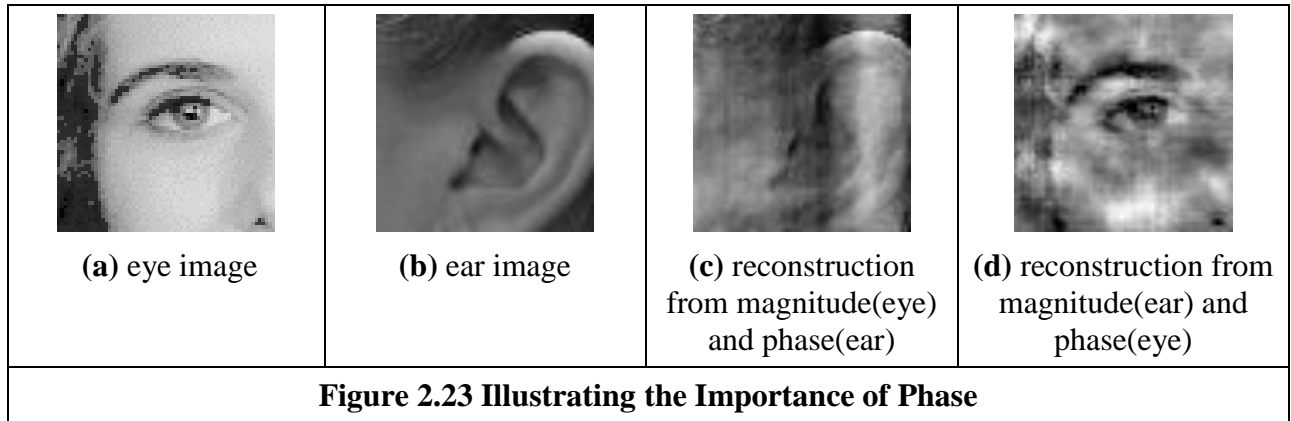 (a) eye image
(b) ear image
(c) reconstruction
from magnitude(eye)
and phase(ear)
(d) reconstruction from
magnitude(ear) and
phase(eye)
Figure 2.23 Illustrating the Importance of Phase